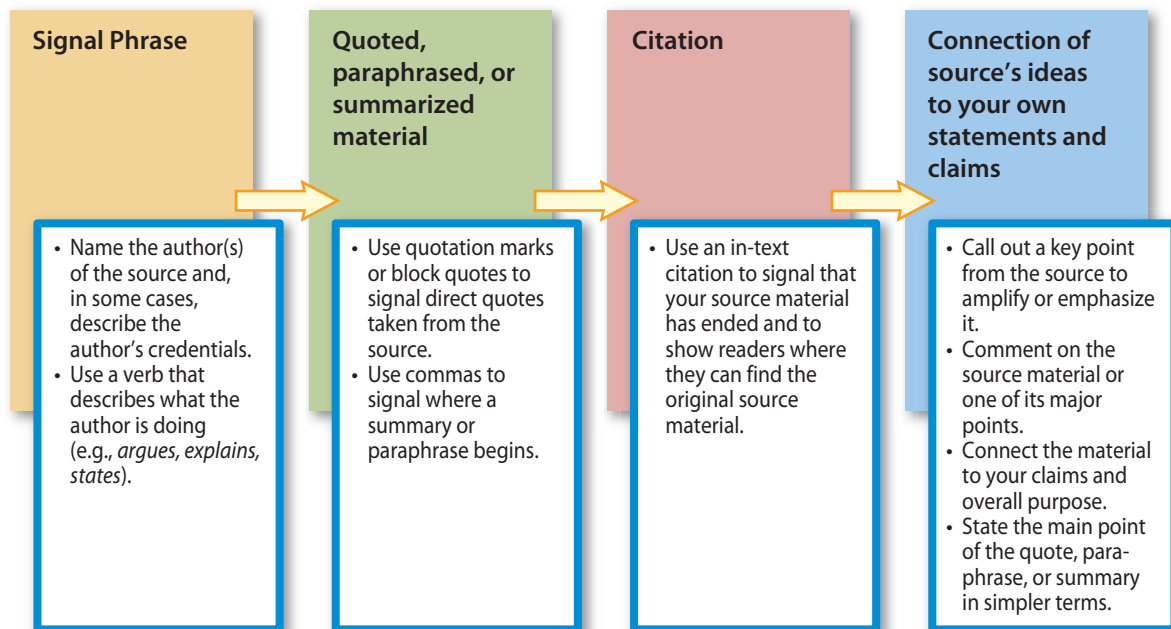 Signal Phrase
• Name the author(s)
of the source and,
in some cases,
describe the
author's credentials.
• Use a verb that
describes what the
author is doing
(e.g., argues, explains,
states).
Quoted,
paraphrased, or
summarized
material
• Use quotation marks
or block quotes to
signal direct quotes
taken from the
source.
• Use commas to
signal where a
summary or
paraphrase begins.
Citation
• Use an in-text
citation to signal that
your source material
has ended and to
show readers where
they can find the
original source
material.
Connection of
source's ideas
to your own
statements and
claims
• Call out a key point
from the source to
amplify or emphasize
it.
• Comment on the
source material or
one of its major
points.
• Connect the material
to your claims and
overall purpose.
• State the main point
of the quote, para-
phrase, or summary
in simpler terms.